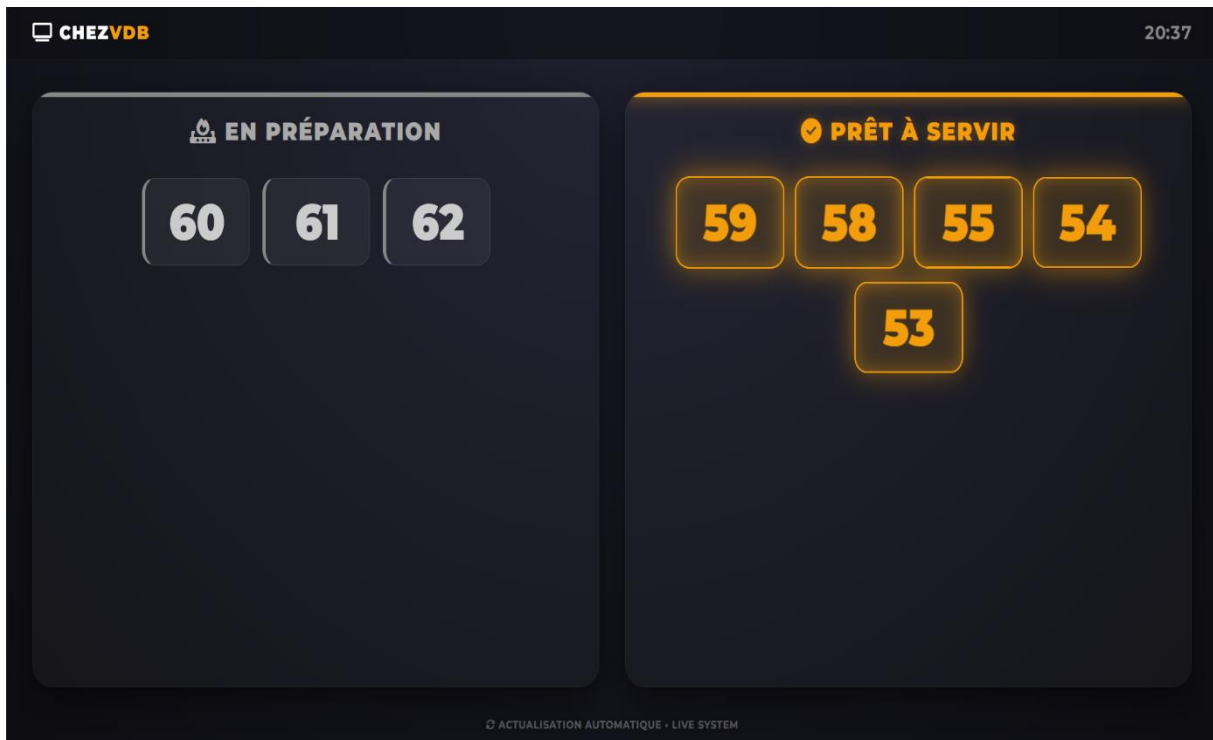 CHEZVDB
20:37
EN PRÉPARATION
60 61 62
PRÊT À SERVIR
59 58 55 54
53
ACTUALISATION AUTOMATIQUE • LIVE SYSTEM